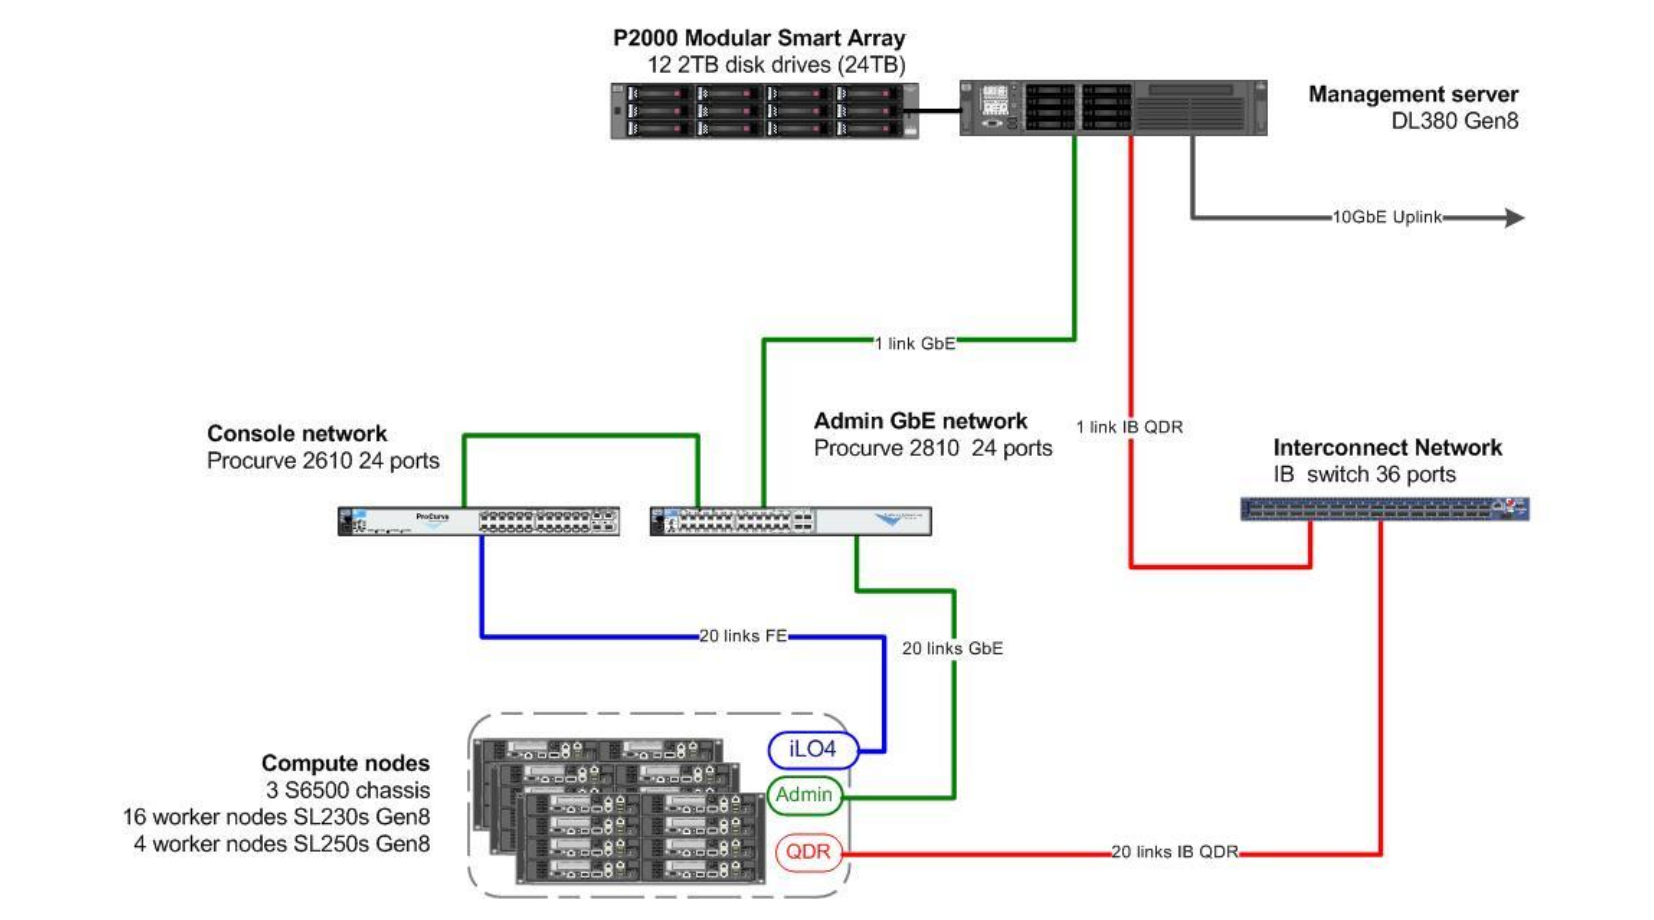 P2000 Modular Smart Array
12 2TB disk drives (24TB)
Management server
DL380 Gen8
10GbE Uplink
1 link GbE
Admin GbE network
Procurve 2810 24 ports
1 link IB QDR
Console network
Procurve 2610 24 ports
Interconnect Network
IB switch 36 ports
ProCurve
20 links FE
20 links GbE
iLO4
Compute nodes
3 S6500 chassis
16 worker nodes SL230s Gen8
4 worker nodes SL250s Gen8
Admin
QDR
20 links IB QDR